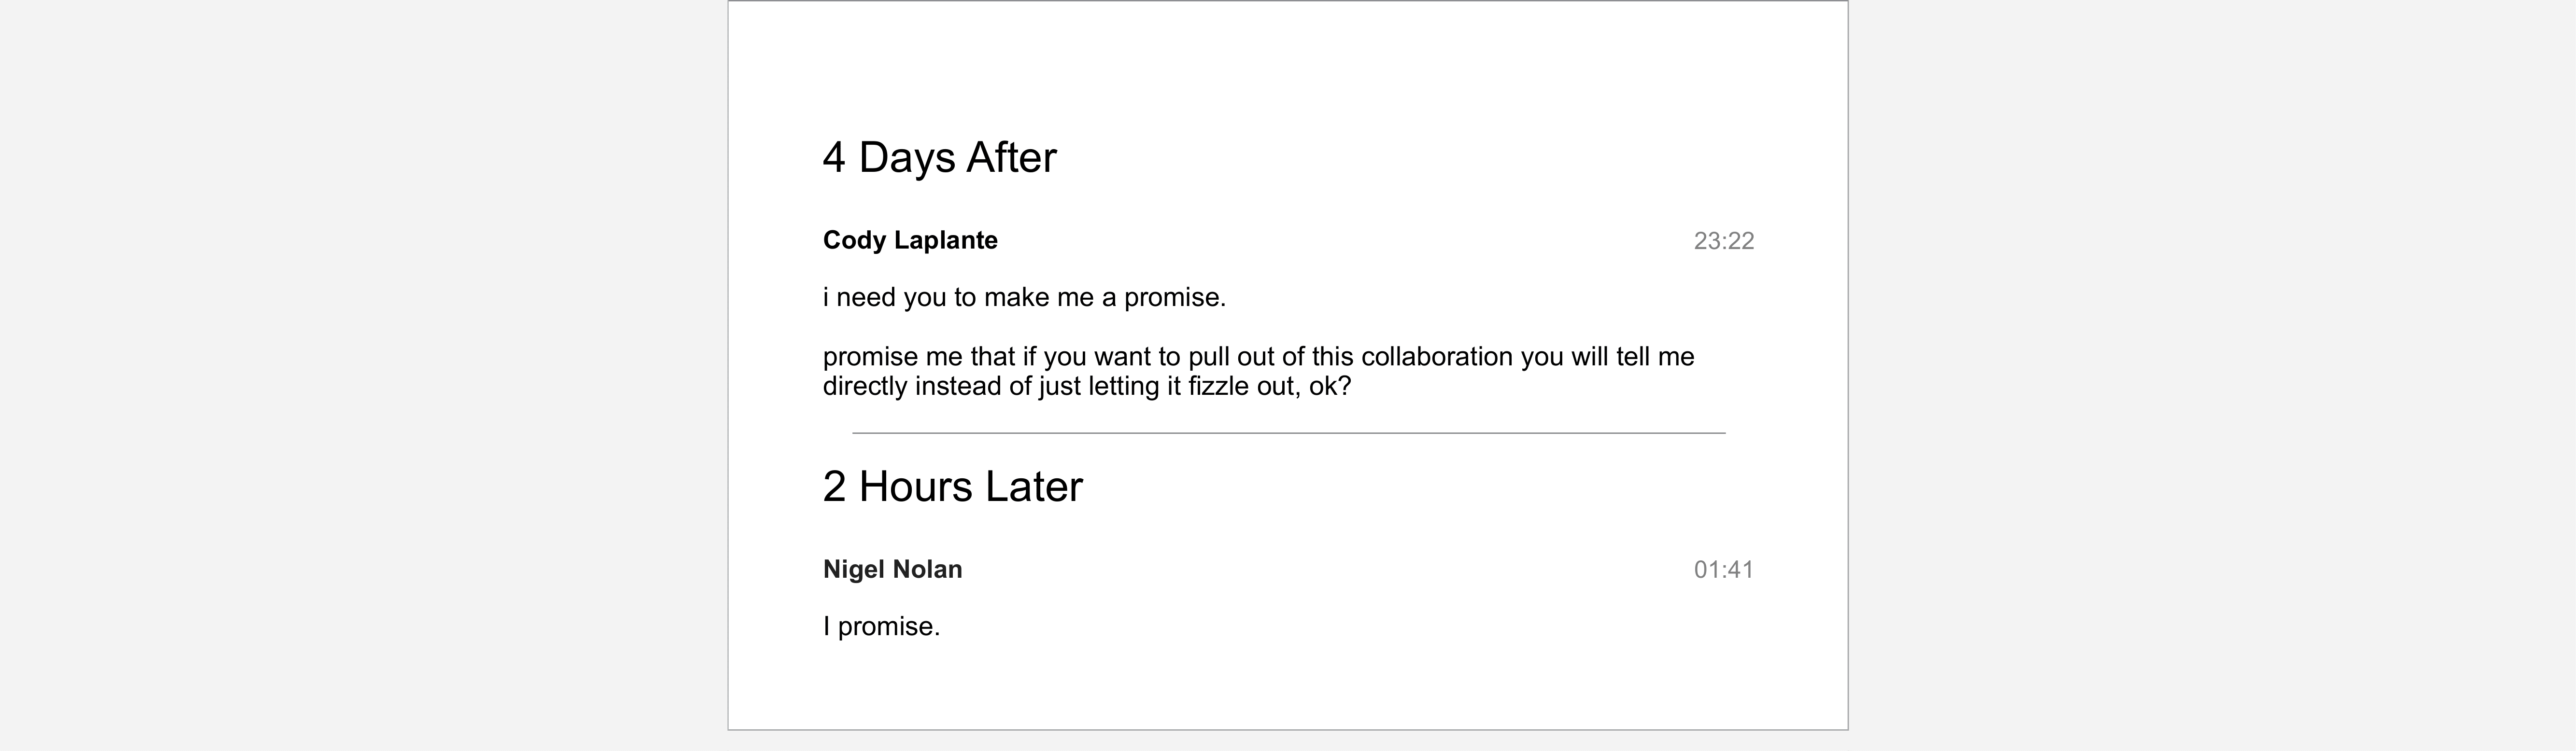 4 Days After
Cody Laplante 23:22
i need you to make me a promise.
promise me that if you want to pull out of this collaboration you will tell me
directly instead of just letting it fizzle out, ok?
2 Hours Later
Nigel Nolan 01:41
I promise.